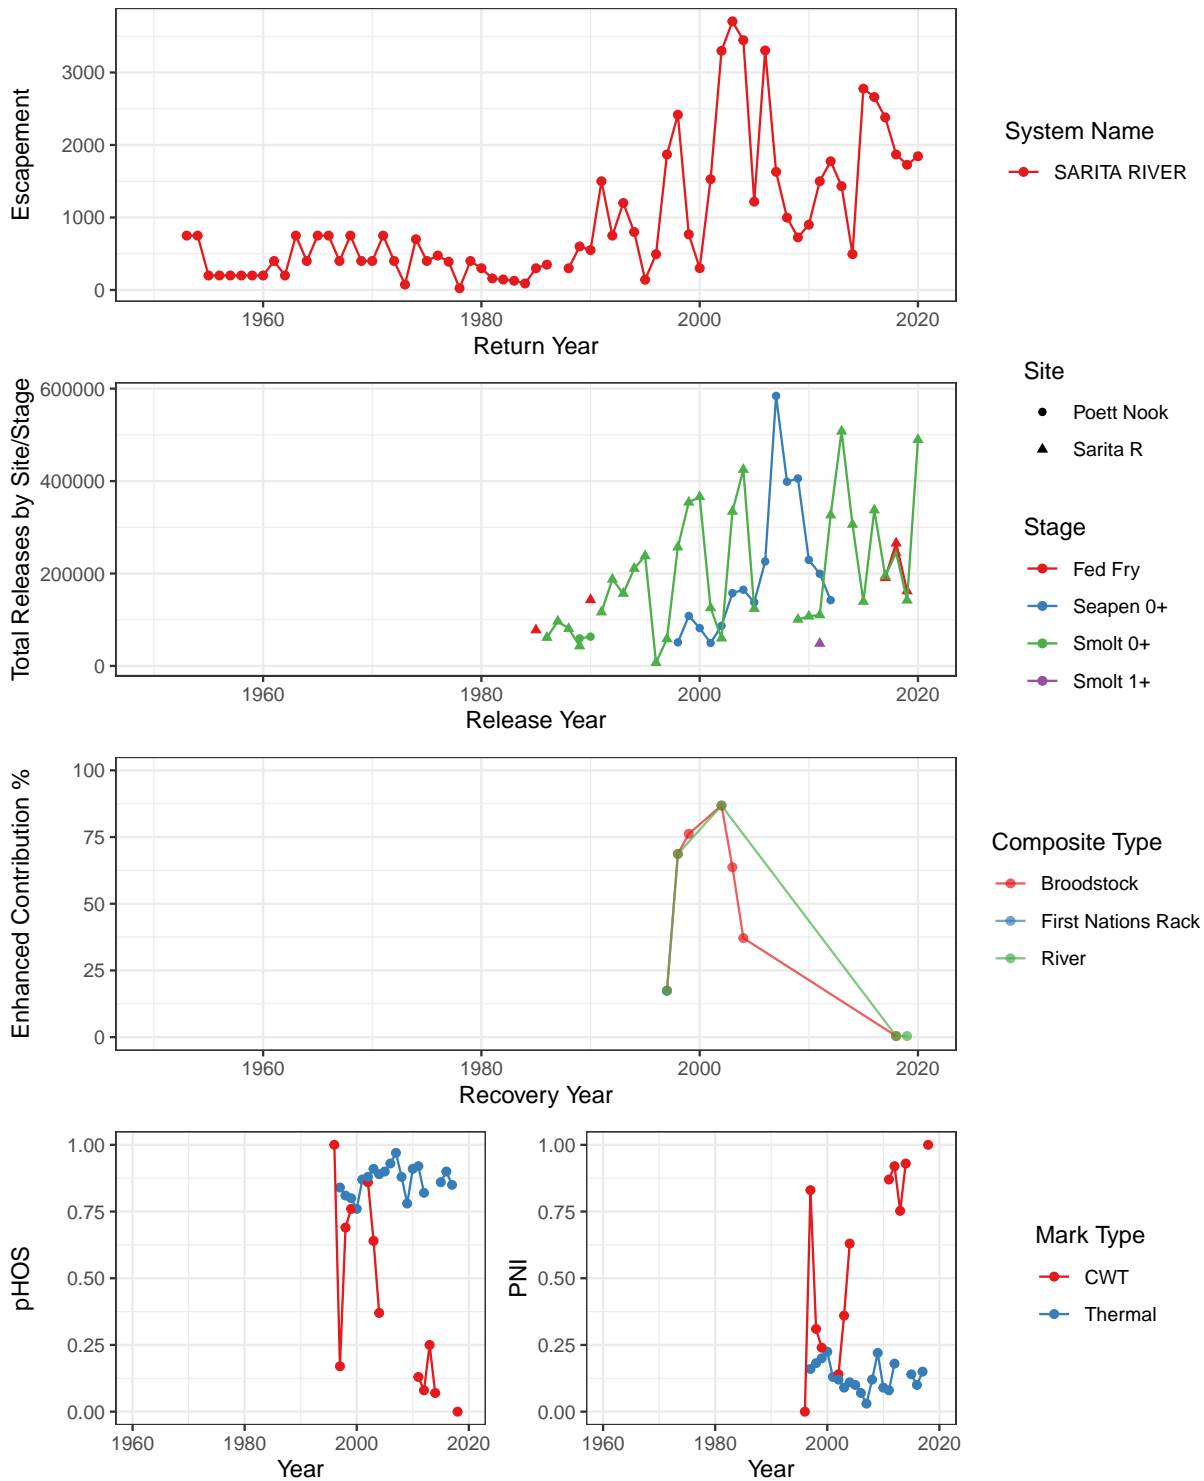 Escapement
3000
2000
1000
0
1960
1980
2000
2020
Return Year
System Name
SARITA RIVER
Total Releases by Site/Stage
600000
400000
200000
0
1960
1980
2000
2020
Release Year
Site
Poett Nook
Sarita R
Stage
Fed Fry
Seapen 0+
Smolt 0+
Smolt 1+
Enhanced Contribution %
100
75
50
25
0
1960
1980
2000
2020
Recovery Year
Composite Type
Broodstock
First Nations Rack
River
pHOS
1.00
0.75
0.50
0.25
0.00
1960
1980
2000
2020
Year
PNI
1.00
0.75
0.50
0.25
0.00
1960
1980
2000
2020
Year
Mark Type
CWT
Thermal